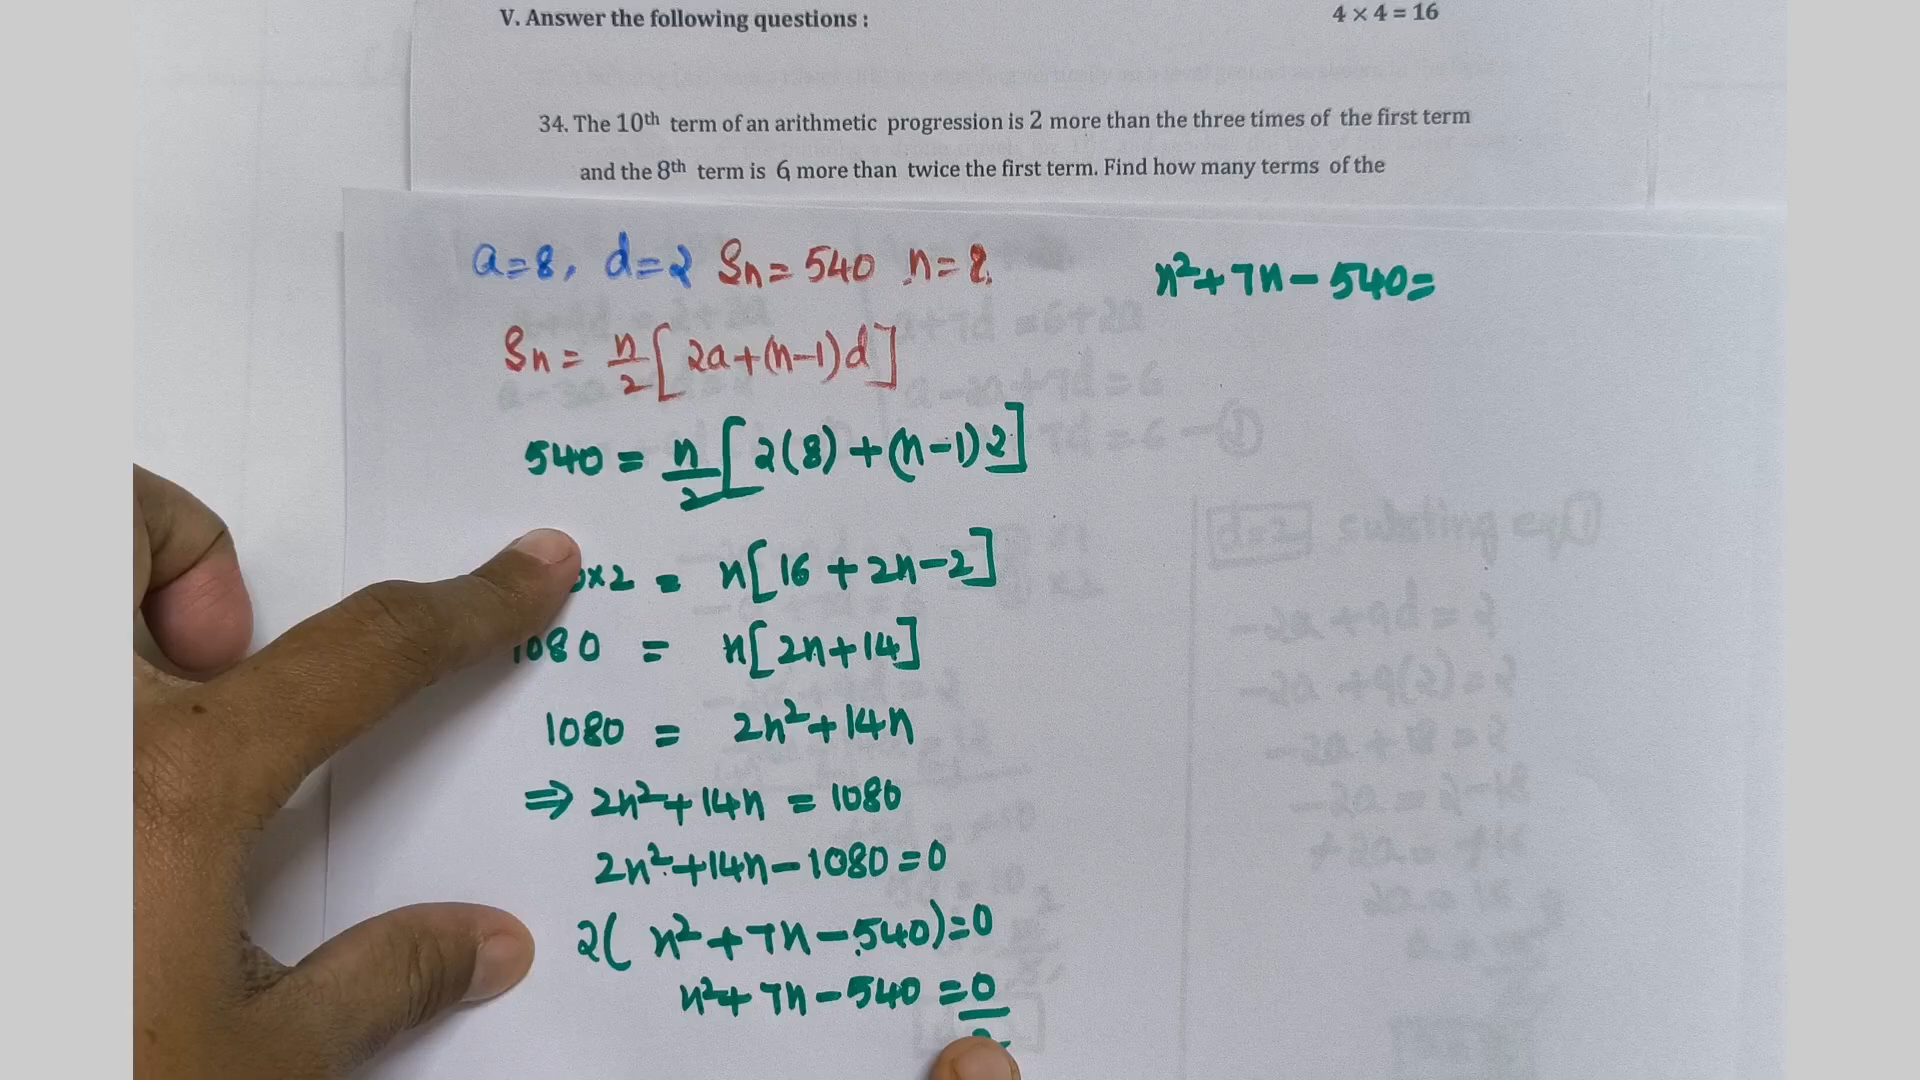 V. Answer the following questions :
4 × 4 = 16
34. The 10th term of an arithmetic progression is 2 more than the three times of the first term
and the 8th term is 6 more than twice the first term. Find how many terms of the
a=8, d=2 Sn= 540 n=?
Sn = n/2 [2a+(n-1)d]
540 = n/2 [2(8) + (n-1)2]
×2 = n[16 + 2n-2]
1080 = n[2n+14]
1080 = 2n²+14n
⇒ 2n²+14n = 1080
2n²+14n-1080=0
2( n²+7n-540)=0
n²+7n-540 =0
n²+7n-540=